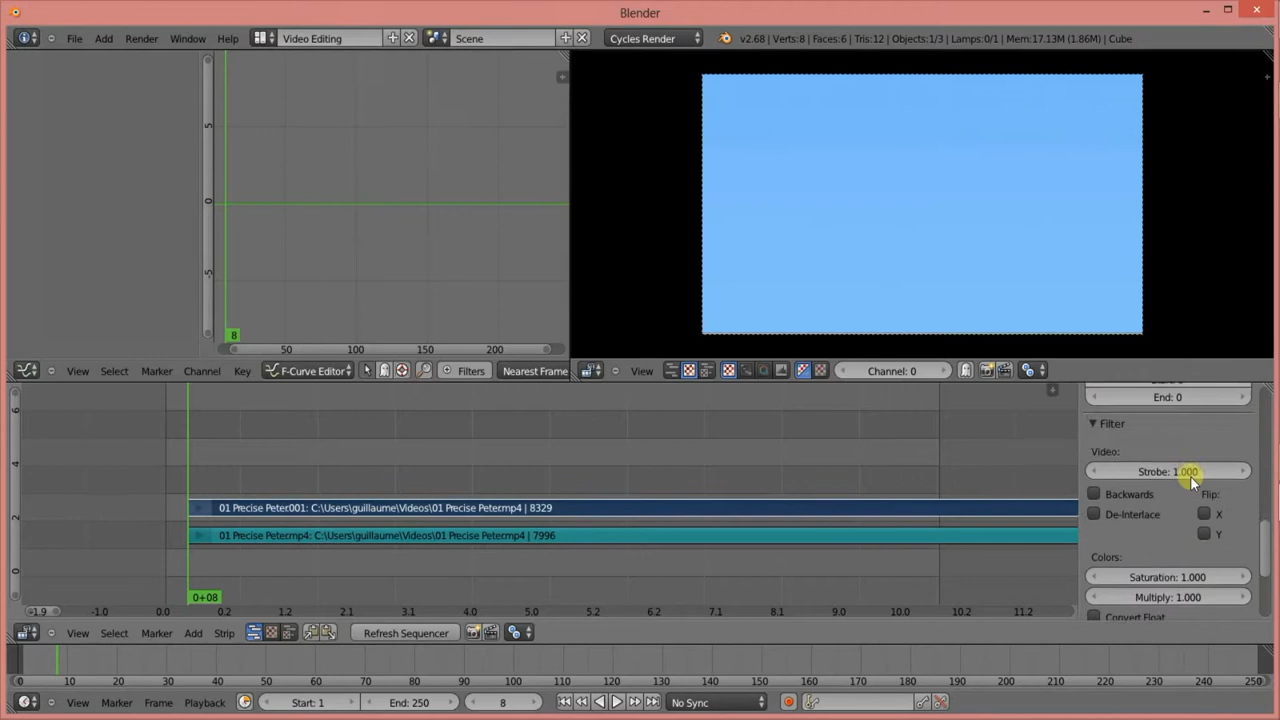 Blender
File Add Render Window Help Video Editing Scene Cycles Render v2.68 | Verts:8 | Faces:6 | Tris:12 | Objects:1/3 | Lamps:0/1 | Mem:17.13M (1.86M) | Cube
5
0
-5
8
50 100 150 200
View Select Marker Channel Key F-Curve Editor Filters Nearest Frame View Channel: 0
End: 0
6
4
2
0
Filter
Video:
Strobe: 1.000
Backwards Flip:
De-Interlace X
Y
Colors:
Saturation: 1.000
Multiply: 1.000
Convert Float
01 Precise Peter001: C:\Users\guillaume\Videos\01 Precise Peter.mp4 | 8329
01 Precise Peter.mp4: C:\Users\guillaume\Videos\01 Precise Peter.mp4 | 7996
0+08
-1.9 -1.0 0.0 0.2 1.2 2.1 3.1 4.0 5.0 5.2 6.2 7.1 8.1 9.0 10.0 10.2 11.2
View Select Marker Add Strip Refresh Sequencer
0 10 20 30 40 50 60 70 80 90 100 110 120 130 140 150 160 170 180 190 200 210 220 230 240 250
View Marker Frame Playback Start: 1 End: 250 8 No Sync